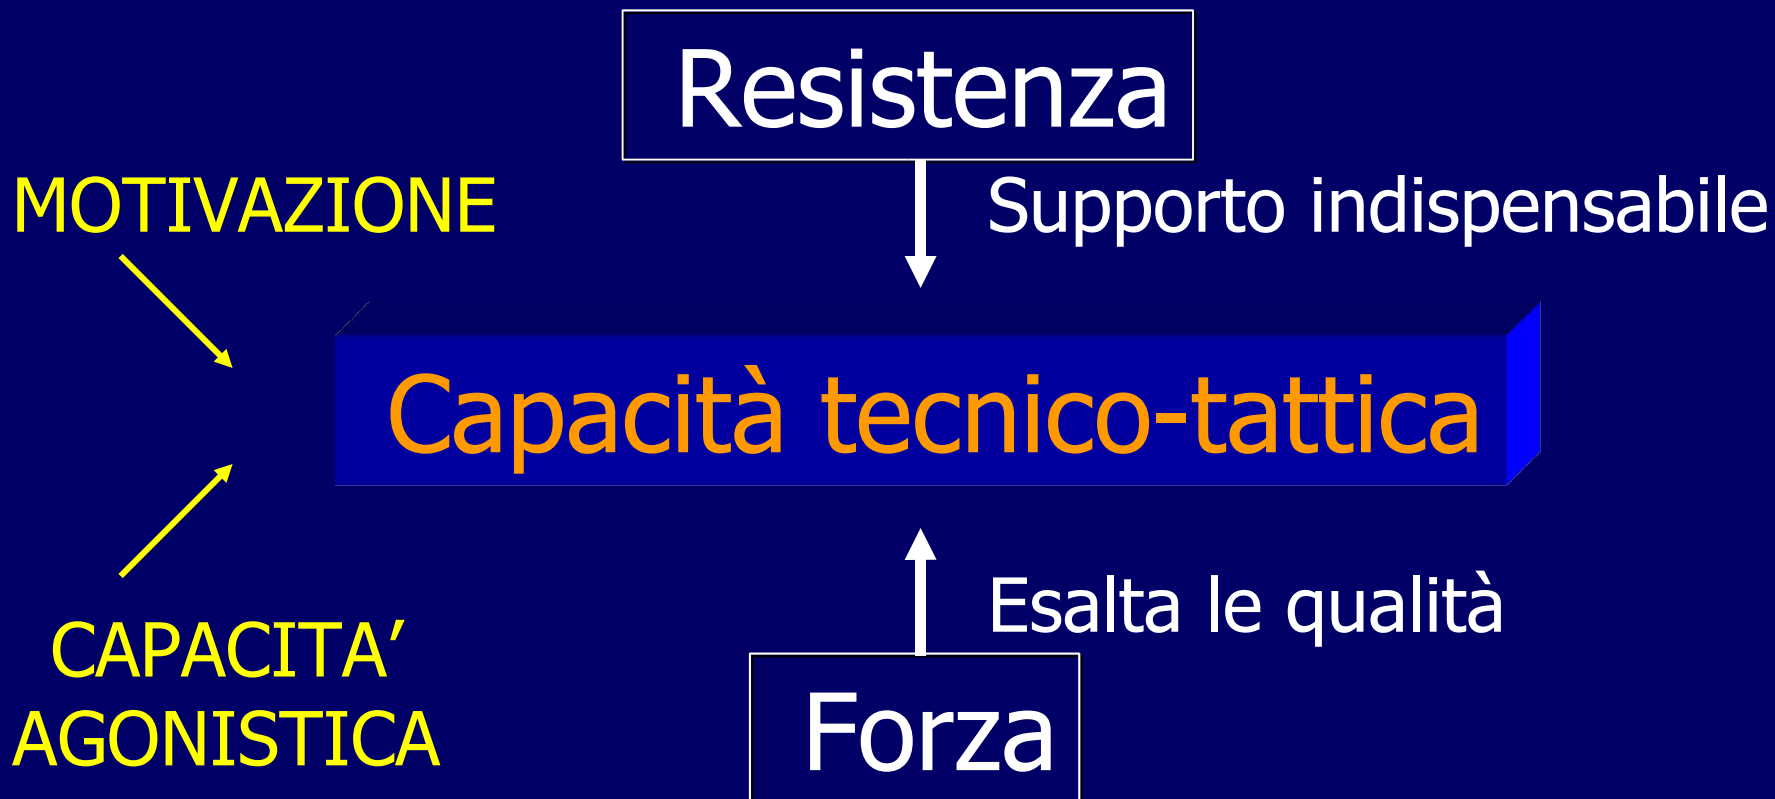 Resistenza
MOTIVAZIONE
Supporto indispensabile
Capacità tecnico-tattica
Esalta le qualità
CAPACITA’
AGONISTICA
Forza